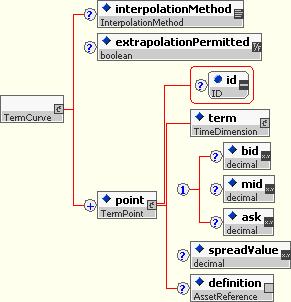 interpolationMethod
InterpolationMethod
? extrapolationPermitted
boolean
? id
ID
TermCurve
term
TimeDimension
? bid
decimal
1
? mid
decimal
+ point
TermPoint
? ask
decimal
? spreadValue
decimal
? definition
AssetReference